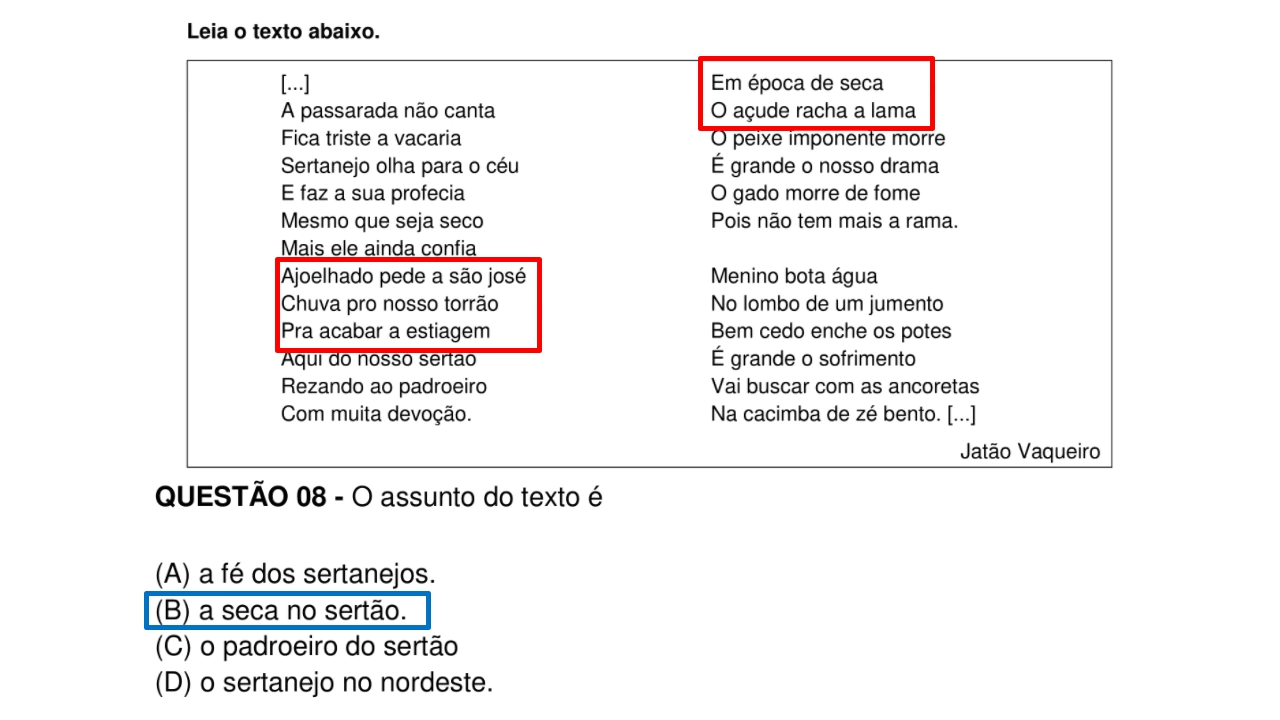 Leia o texto abaixo.
[...]
A passarada não canta
Fica triste a vacaria
Sertanejo olha para o céu
E faz a sua profecia
Mesmo que seja seco
Mais ele ainda confia
Ajoelhado pede a são josé
Chuva pro nosso torrão
Pra acabar a estiagem
Aqui do nosso sertão
Rezando ao padroeiro
Com muita devoção.
Em época de seca
O açude racha a lama
O peixe imponente morre
É grande o nosso drama
O gado morre de fome
Pois não tem mais a rama.
Menino bota água
No lombo de um jumento
Bem cedo enche os potes
É grande o sofrimento
Vai buscar com as ancoretas
Na cacimba de zé bento. [...]
Jatão Vaqueiro
QUESTÃO 08 - O assunto do texto é
(A) a fé dos sertanejos.
(B) a seca no sertão.
(C) o padroeiro do sertão
(D) o sertanejo no nordeste.